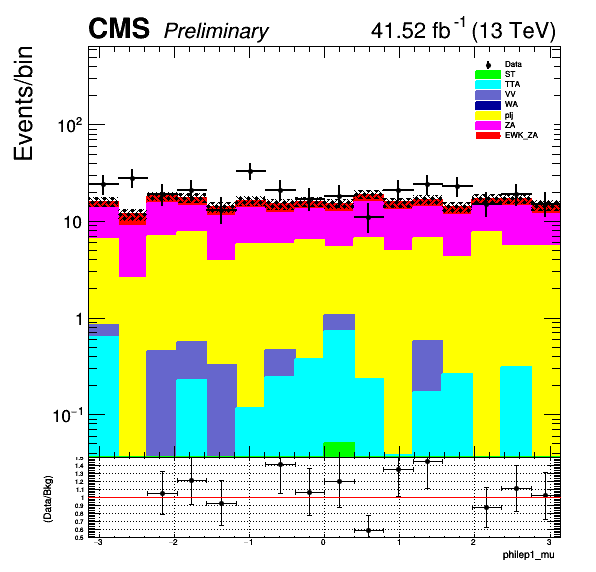 CMS Preliminary 41.52 fb⁻¹ (13 TeV)
Events/bin
Data
ST
TTA
VV
WA
plj
ZA
EWK_ZA
10²
10
1
10⁻¹
(Data/Bkg)
1.5
1.4
1.3
1.2
1.1
1
0.9
0.8
0.7
0.6
0.5
−3 −2 −1 0 1 2 3
philep1_mu